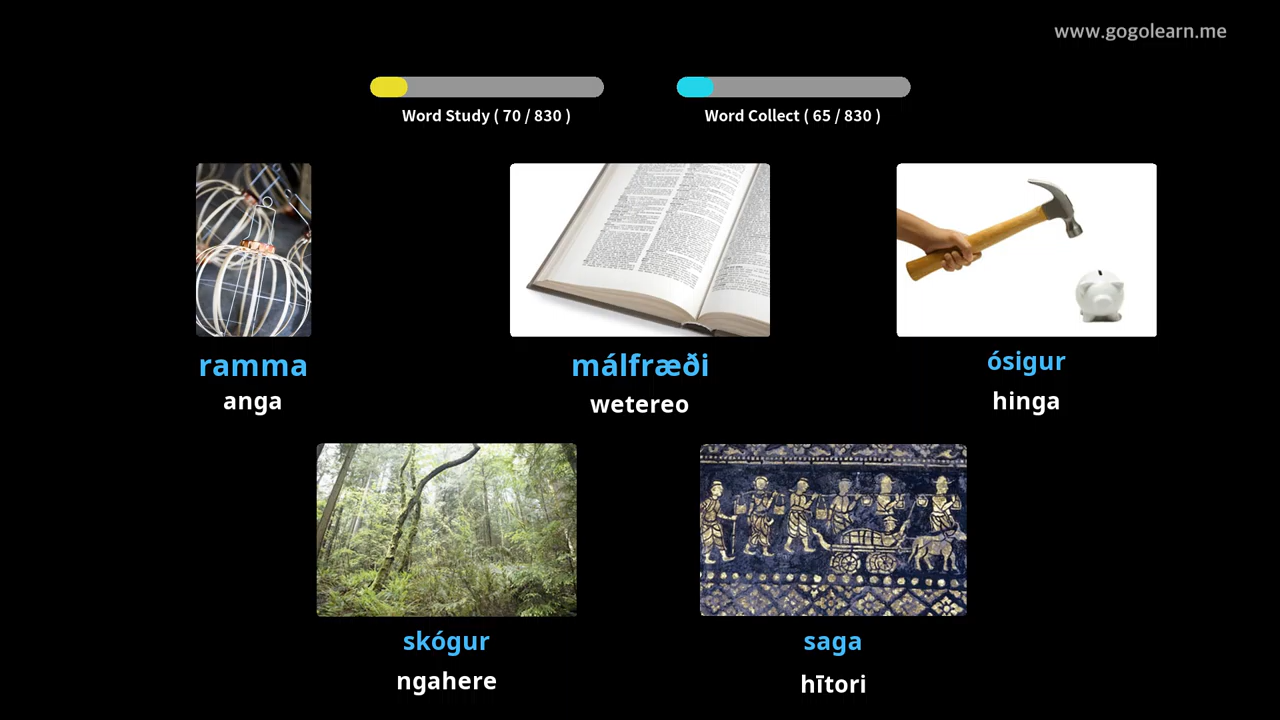 www.gogolearn.me
Word Study ( 70 / 830 )
Word Collect ( 65 / 830 )
ramma
anga
málfræði
wetereo
ósigur
hinga
skógur
ngahere
saga
hītori